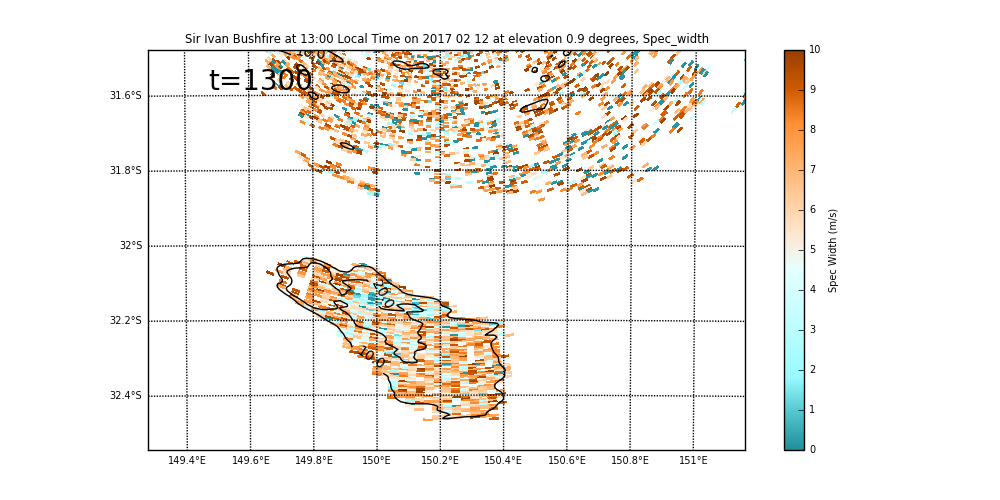 Sir Ivan Bushfire at 13:00 Local Time on 2017 02 12 at elevation 0.9 degrees, Spec_width
t=1300
31.6°S
31.8°S
32°S
32.2°S
32.4°S
149.4°E 149.6°E 149.8°E 150°E 150.2°E 150.4°E 150.6°E 150.8°E 151°E
10.0
10
9
8
7
6
5
4
3
2
1
0
Spec Width (m/s)